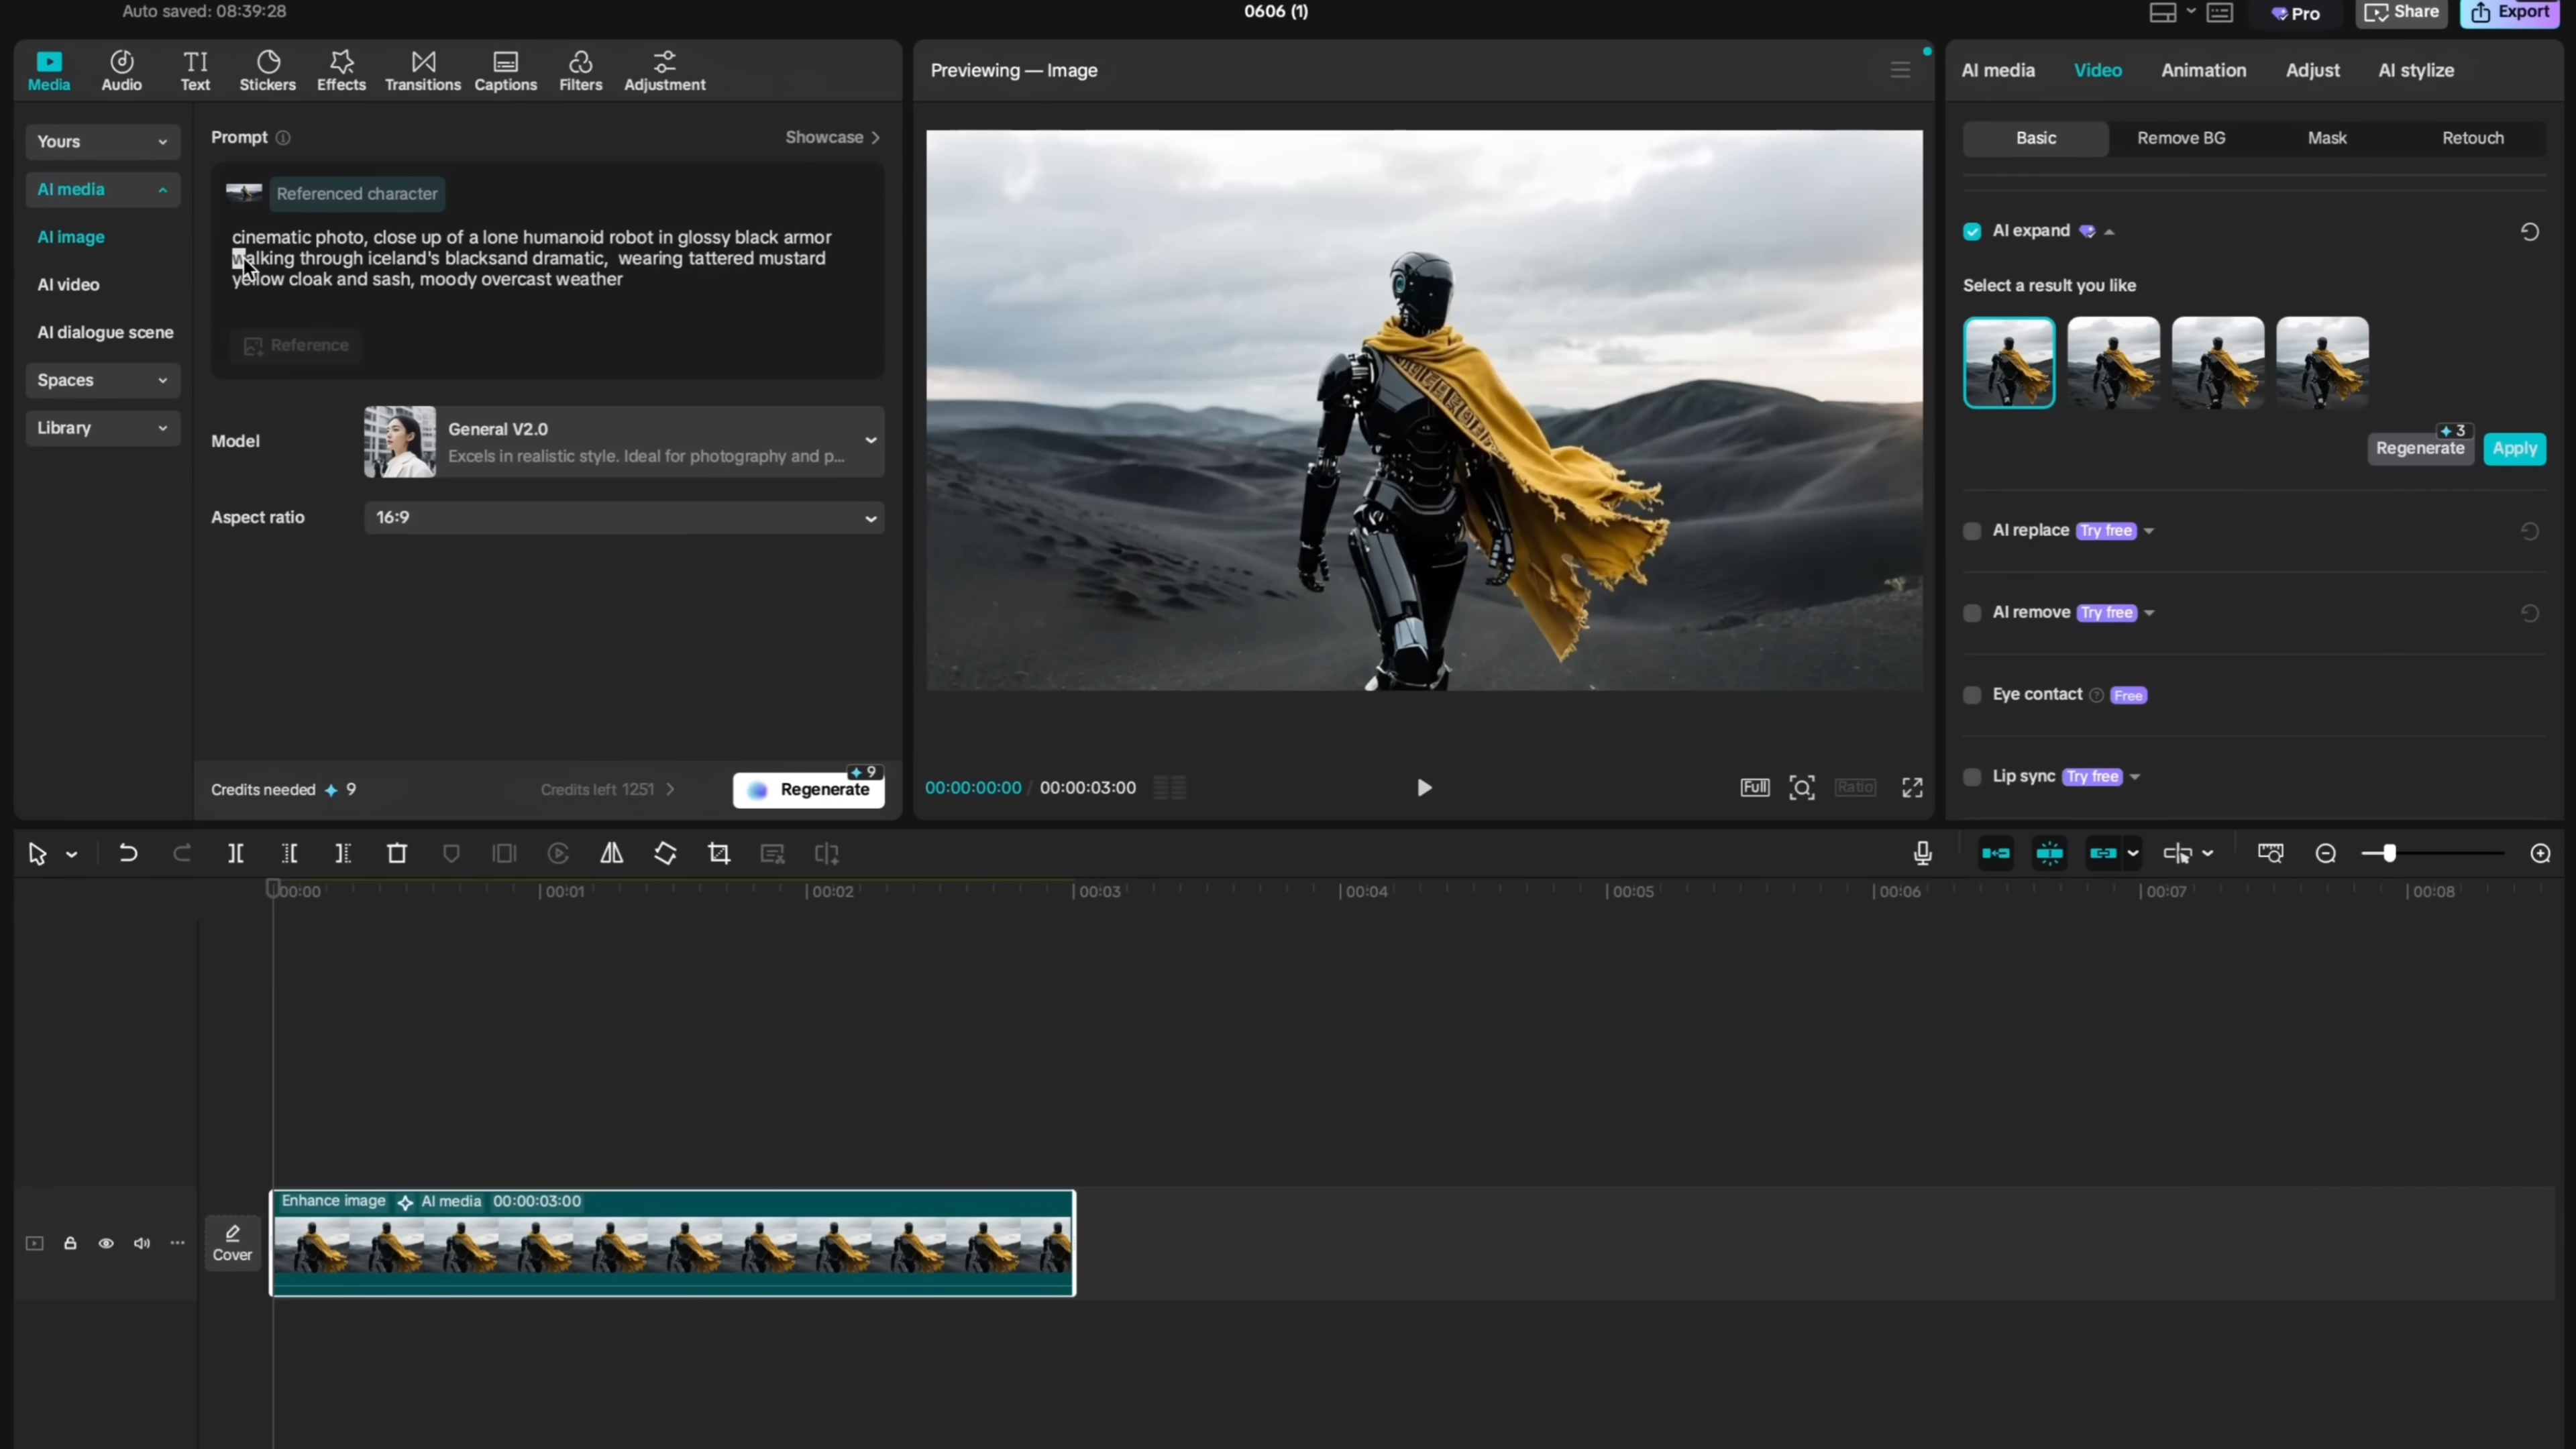 Auto saved: 08:39:28
0606 (1)
Pro
Share
Export
Media
Audio
TI
Text
Stickers
Effects
Transitions
Captions
Filters
Adjustment
Yours
AI media
AI image
AI video
AI dialogue scene
Spaces
Library
Prompt
Showcase
Referenced character
cinematic photo, close up of a lone humanoid robot in glossy black armor
walking through iceland's blacksand dramatic, wearing tattered mustard
yellow cloak and sash, moody overcast weather
Reference
Model
General V2.0
Excels in realistic style. Ideal for photography and p...
Aspect ratio
16:9
Credits needed 9
Credits left 1251
9
Regenerate
Previewing — Image
00:00:00:00 / 00:00:03:00
Full
Ratio
AI media
Video
Animation
Adjust
AI stylize
Basic
Remove BG
Mask
Retouch
AI expand
Select a result you like
3
Regenerate
Apply
AI replace Try free
AI remove Try free
Eye contact Free
Lip sync Try free
00:00
00:01
00:02
00:03
00:04
00:05
00:06
00:07
00:08
Cover
Enhance image AI media 00:00:03:00